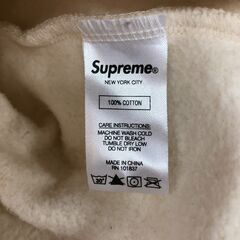 Supreme®
NEW YORK CITY
100% COTTON
CARE INSTRUCTIONS:
MACHINE WASH COLD
DO NOT BLEACH
TUMBLE DRY LOW
DO NOT IRON
MADE IN CHINA
RN 101837
30°